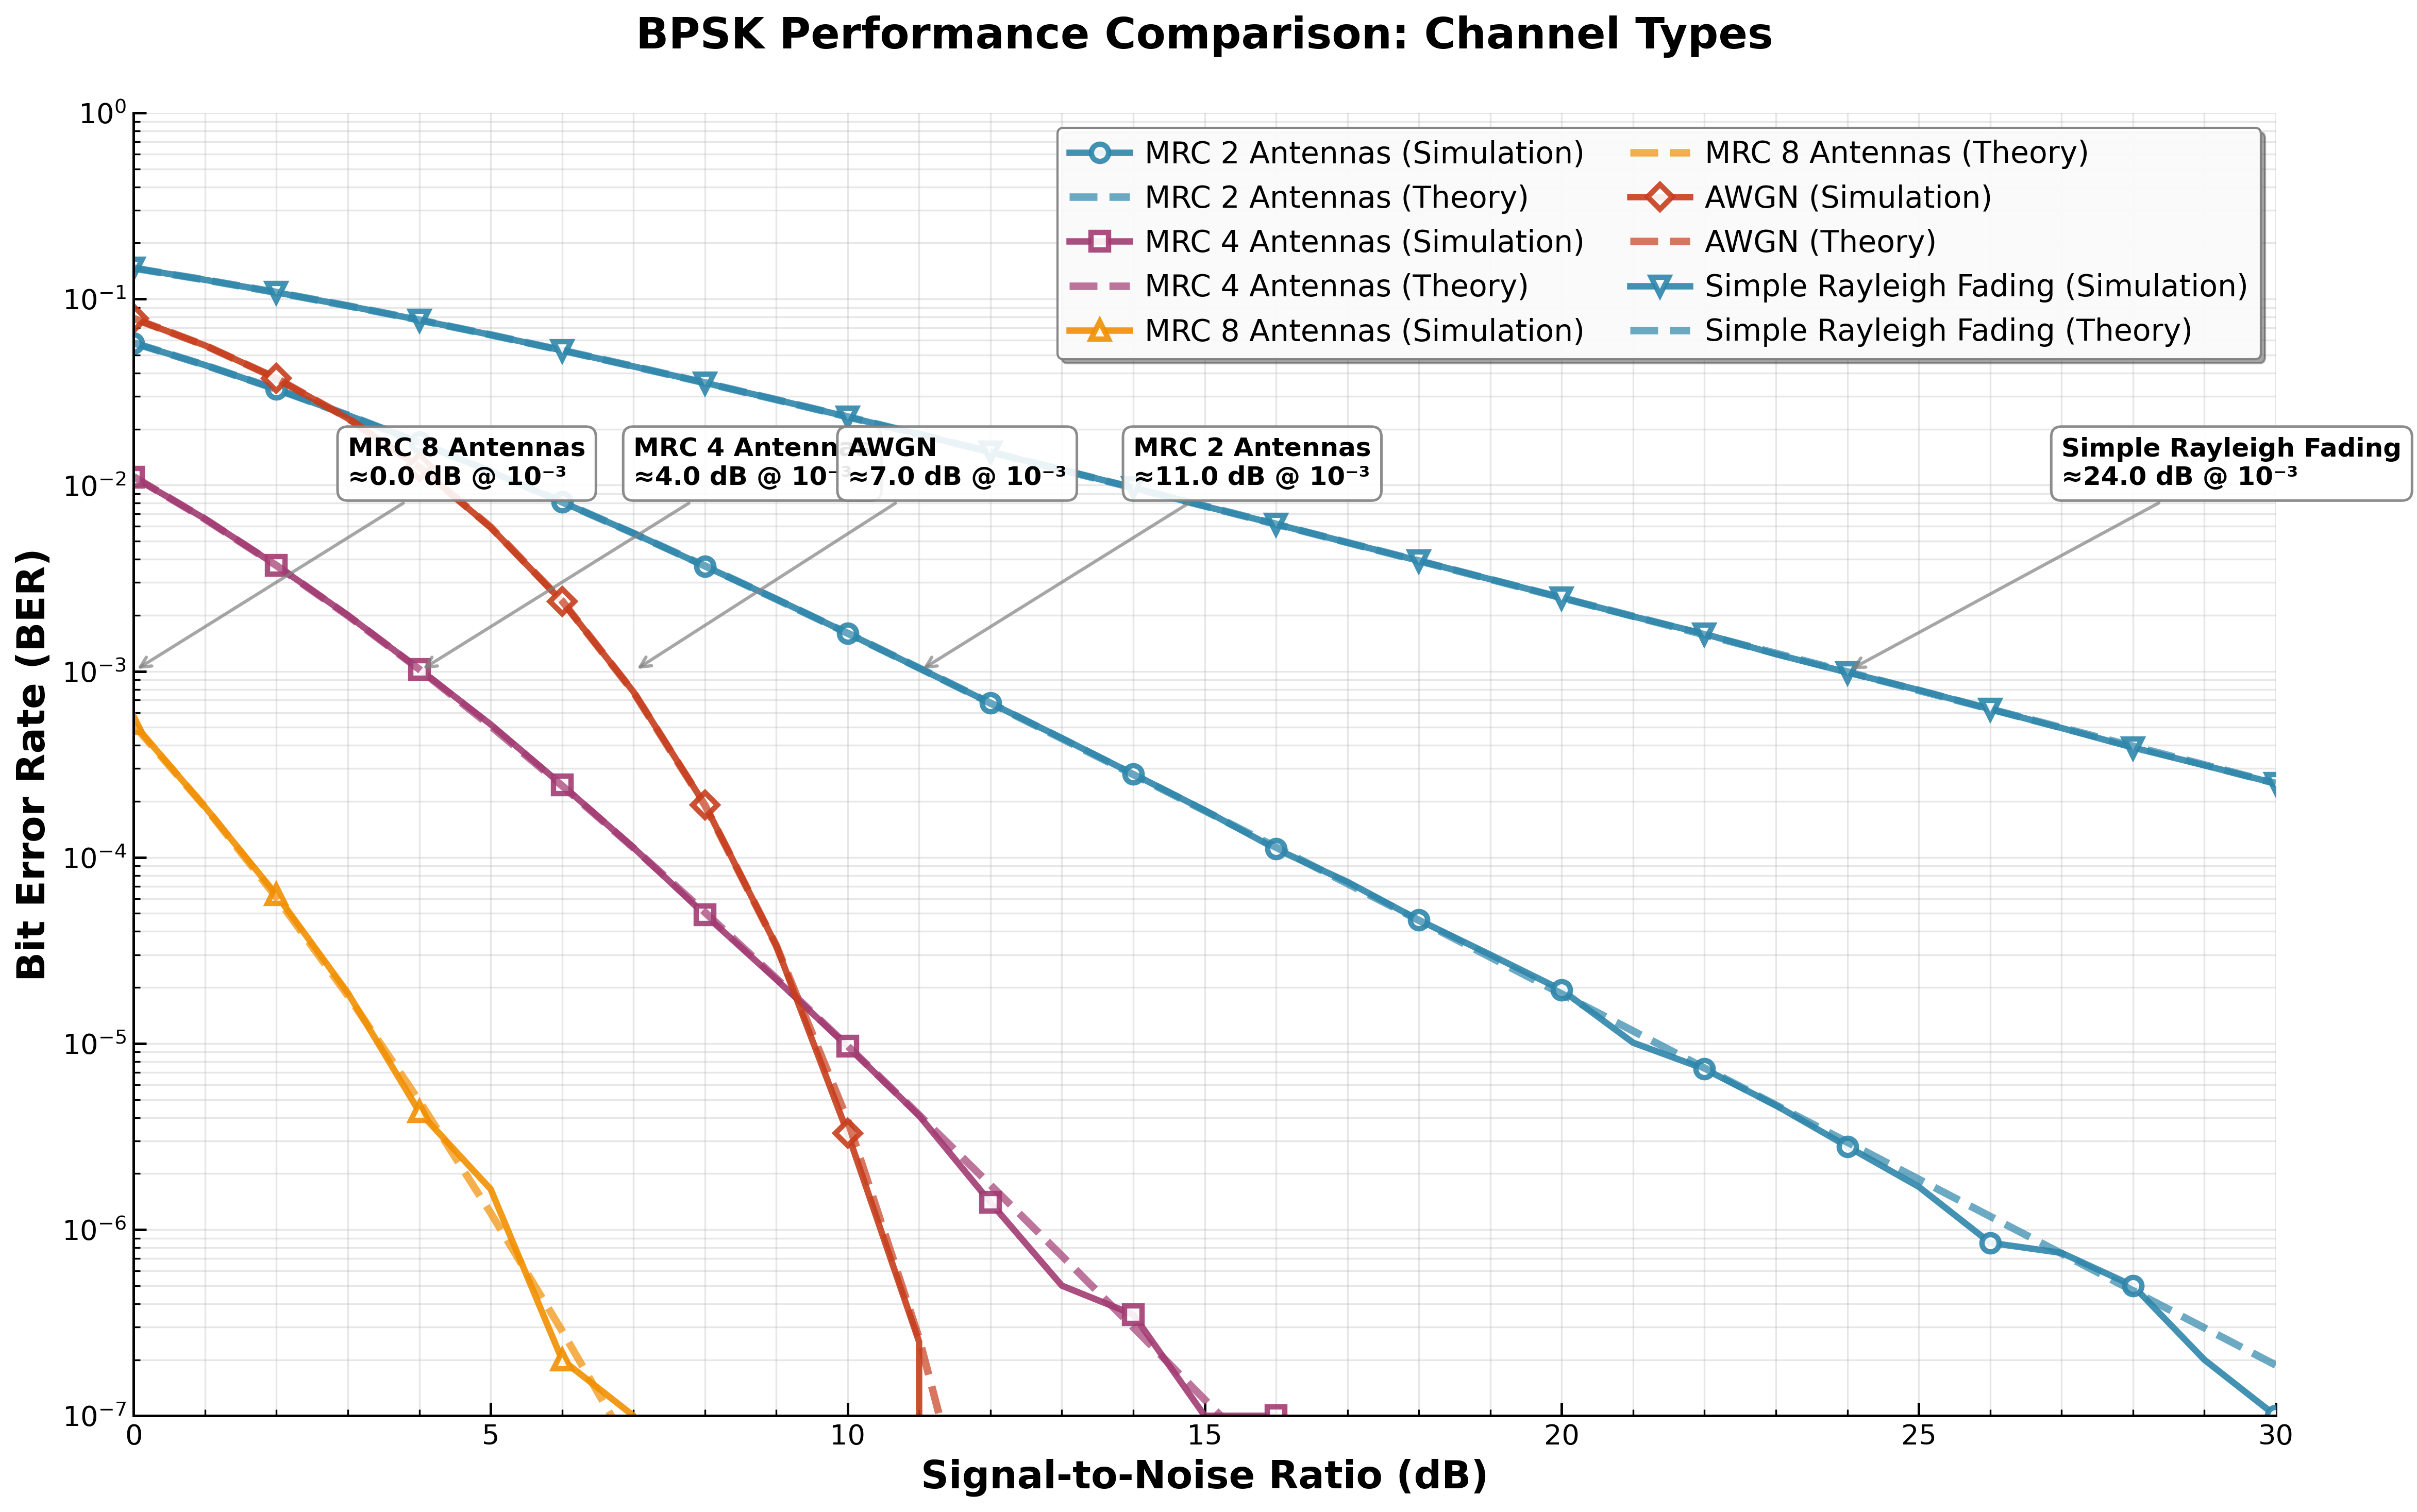 BPSK Performance Comparison: Channel Types
10⁰
10⁻¹
10⁻²
10⁻³
10⁻⁴
10⁻⁵
10⁻⁶
10⁻⁷
Bit Error Rate (BER)
MRC 2 Antennas (Simulation)
MRC 2 Antennas (Theory)
MRC 4 Antennas (Simulation)
MRC 4 Antennas (Theory)
MRC 8 Antennas (Simulation)
MRC 8 Antennas (Theory)
AWGN (Simulation)
AWGN (Theory)
Simple Rayleigh Fading (Simulation)
Simple Rayleigh Fading (Theory)
MRC 8 Antennas
≈0.0 dB @ 10⁻³
MRC 4 Antennas
≈4.0 dB @ 10⁻³
AWGN
≈7.0 dB @ 10⁻³
MRC 2 Antennas
≈11.0 dB @ 10⁻³
Simple Rayleigh Fading
≈24.0 dB @ 10⁻³
0 5 10 15 20 25 30
Signal-to-Noise Ratio (dB)